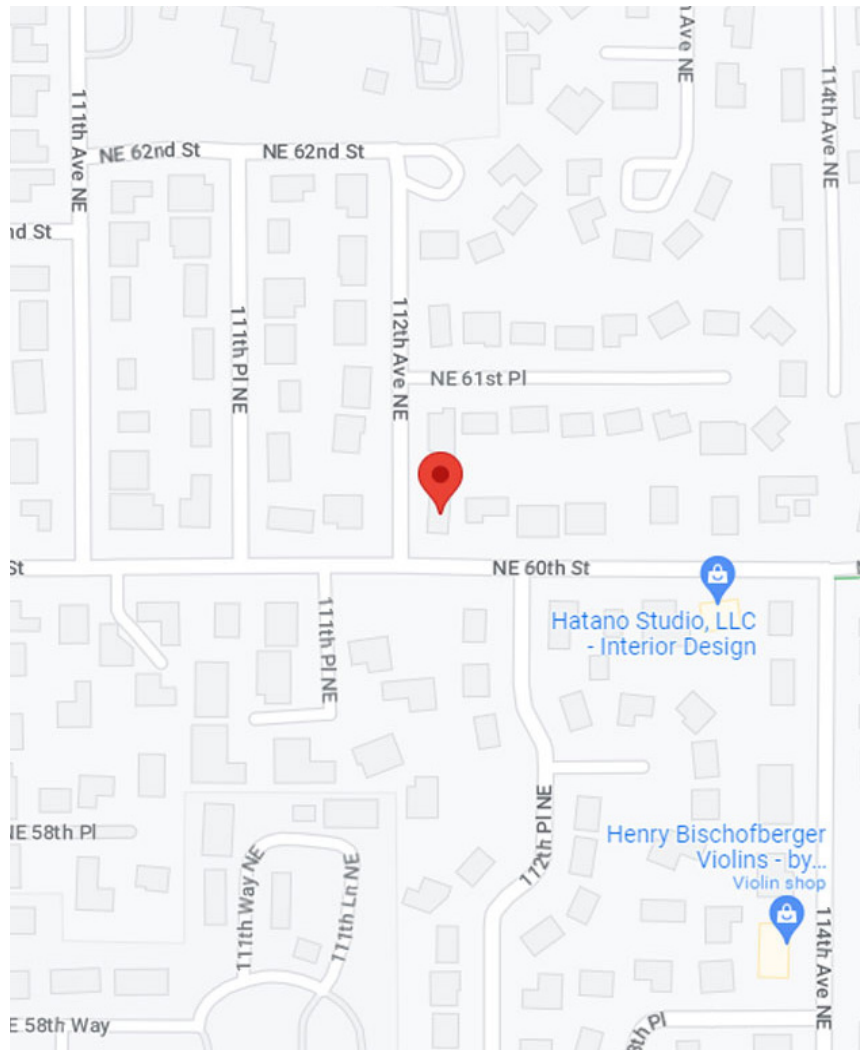 h Ave NE
111th Ave NE
114th Ave NE
NE 62nd St
NE 62nd St
nd St
111th Pl NE
112th Ave NE
NE 61st Pl
St
NE 60th St
111th Pl NE
Hatano Studio, LLC
- Interior Design
NE 58th Pl
112th Pl NE
Henry Bischofberger
Violins - by...
Violin shop
111th Way NE
111th Ln NE
114th Ave NE
E 58th Way
8th Pl